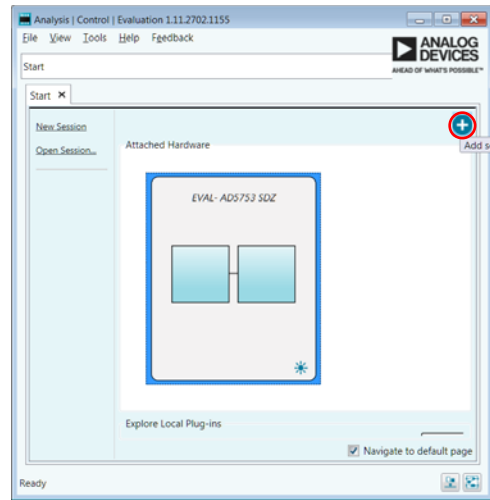 Analysis | Control | Evaluation 1.11.2702.1155
File View Tools Help Feedback
ANALOG
DEVICES
AHEAD OF WHAT'S POSSIBLE™
Start
Start
New Session
Open Session...
Add s
Attached Hardware
EVAL- AD5753 SDZ
Explore Local Plug-ins
Navigate to default page
Ready